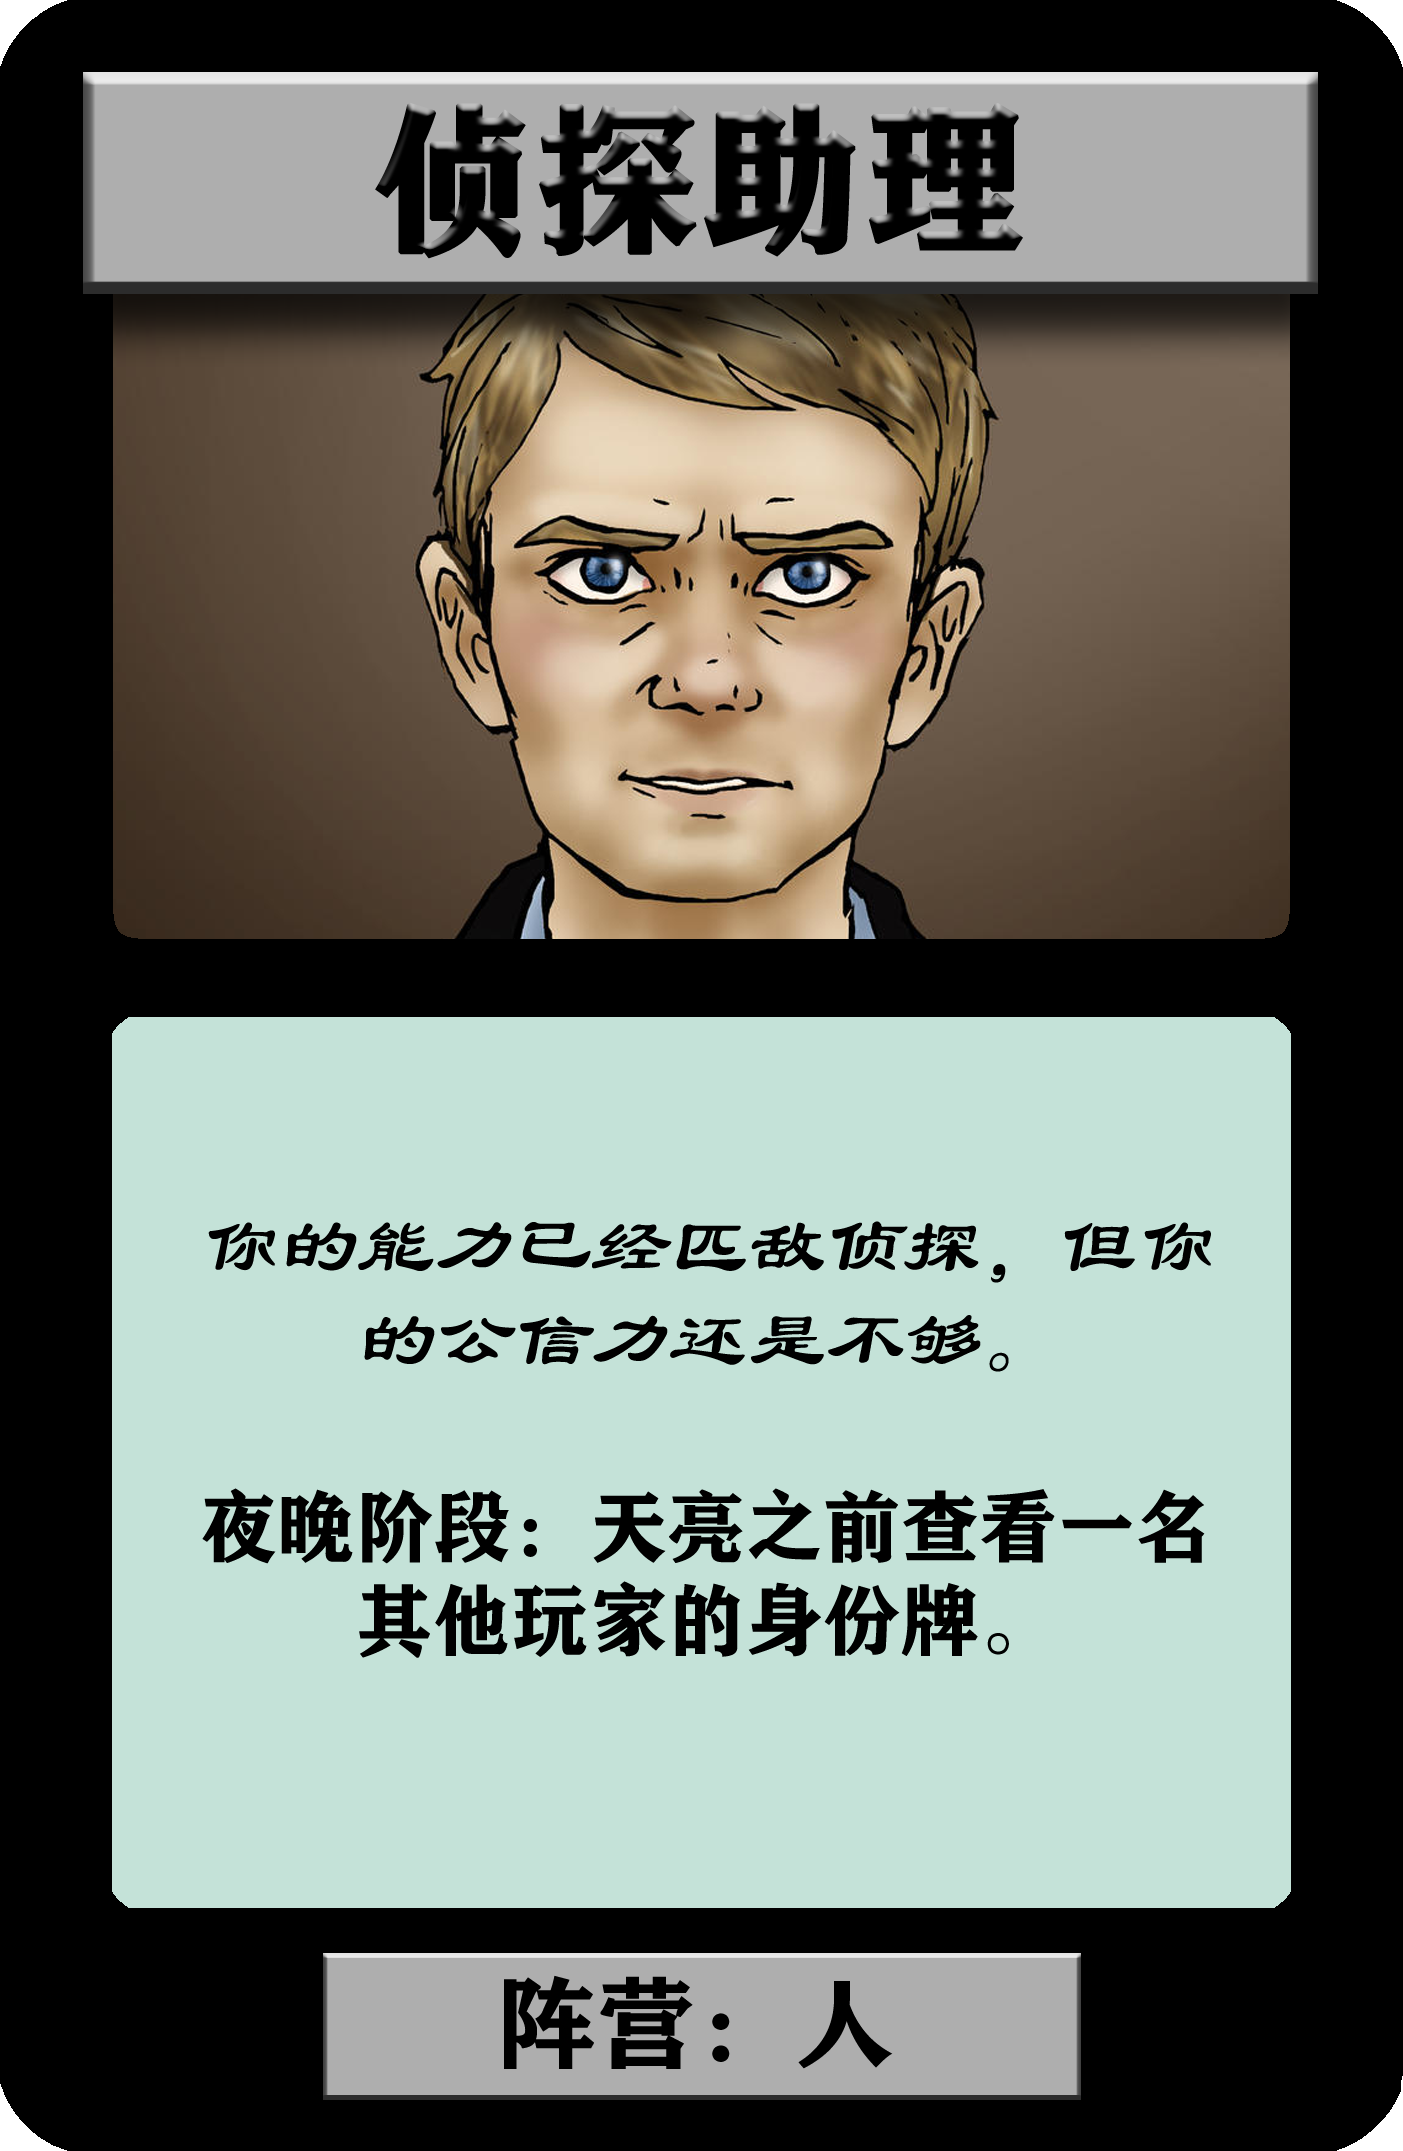 侦探助理
你的能力已经匹敌侦探，但你
的公信力还是不够。
夜晚阶段：天亮之前查看一名
其他玩家的身份牌。
阵营：人